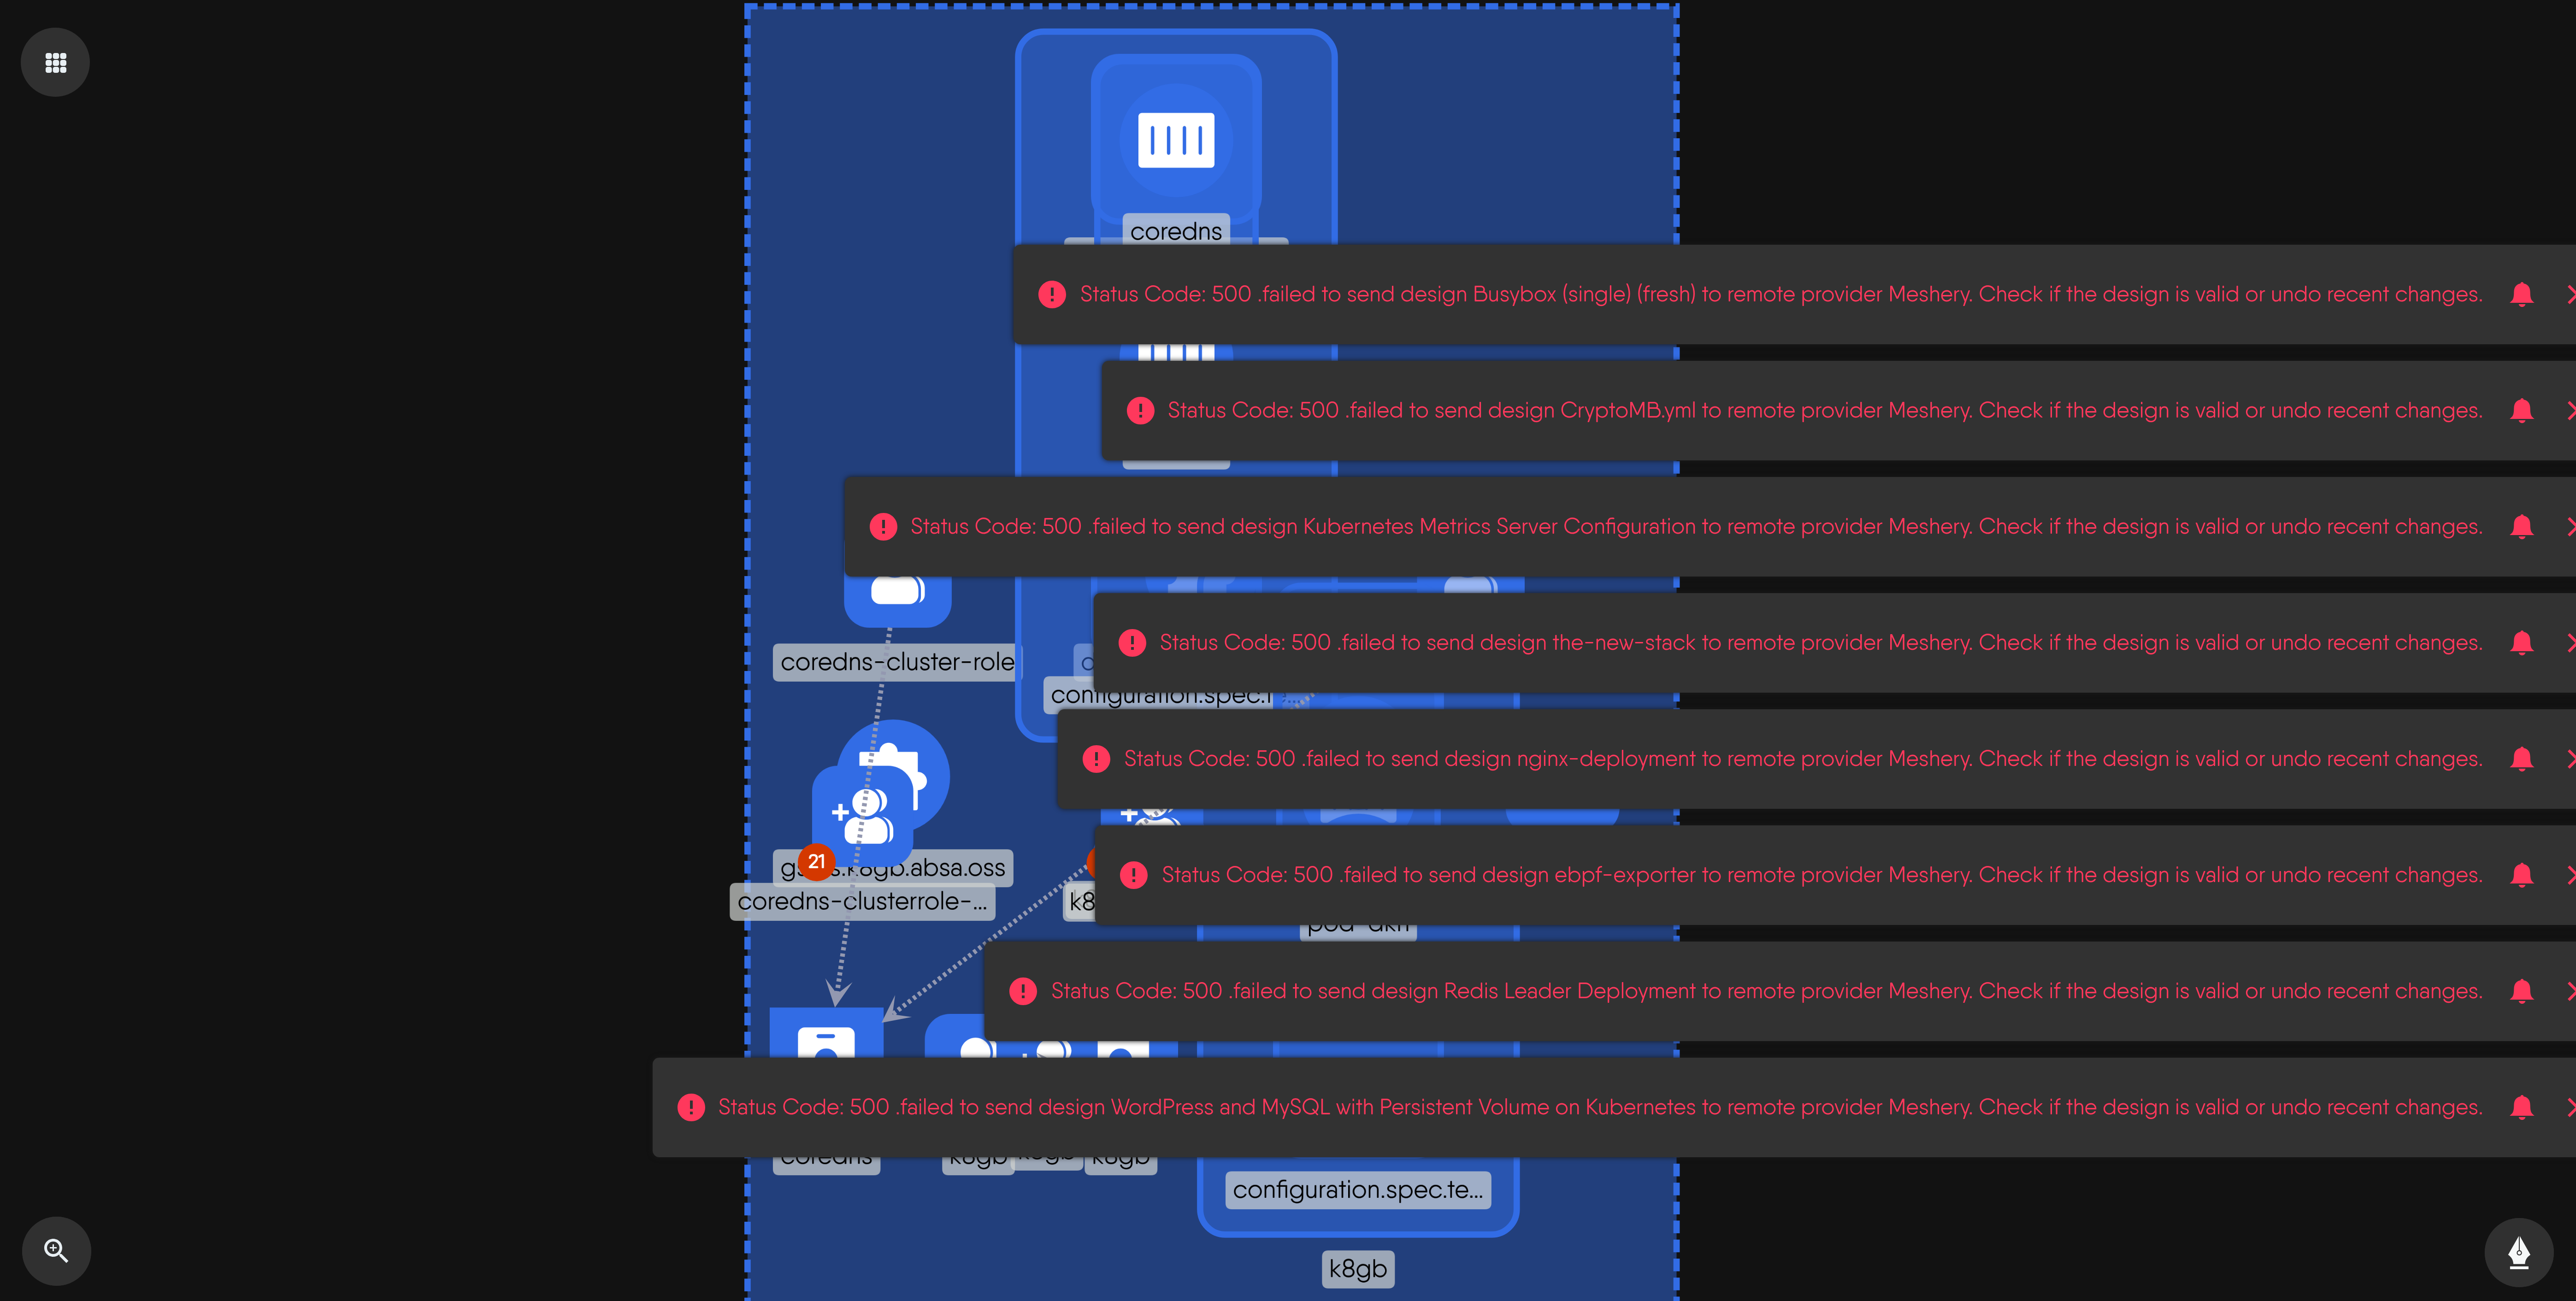 coredns
Status Code: 500 .failed to send design Busybox (single) (fresh) to remote provider Meshery. Check if the design is valid or undo recent changes.
Status Code: 500 .failed to send design CryptoMB.yml to remote provider Meshery. Check if the design is valid or undo recent changes.
Status Code: 500 .failed to send design Kubernetes Metrics Server Configuration to remote provider Meshery. Check if the design is valid or undo recent changes.
Status Code: 500 .failed to send design the-new-stack to remote provider Meshery. Check if the design is valid or undo recent changes.
coredns-cluster-role
configuration.spec.t...
Status Code: 500 .failed to send design nginx-deployment to remote provider Meshery. Check if the design is valid or undo recent changes.
21
Status Code: 500 .failed to send design ebpf-exporter to remote provider Meshery. Check if the design is valid or undo recent changes.
k8gb.absa.oss
coredns-clusterrole-...
k8
Status Code: 500 .failed to send design Redis Leader Deployment to remote provider Meshery. Check if the design is valid or undo recent changes.
Status Code: 500 .failed to send design WordPress and MySQL with Persistent Volume on Kubernetes to remote provider Meshery. Check if the design is valid or undo recent changes.
coredns
k8gb
k8gb
k8gb
configuration.spec.te...
k8gb